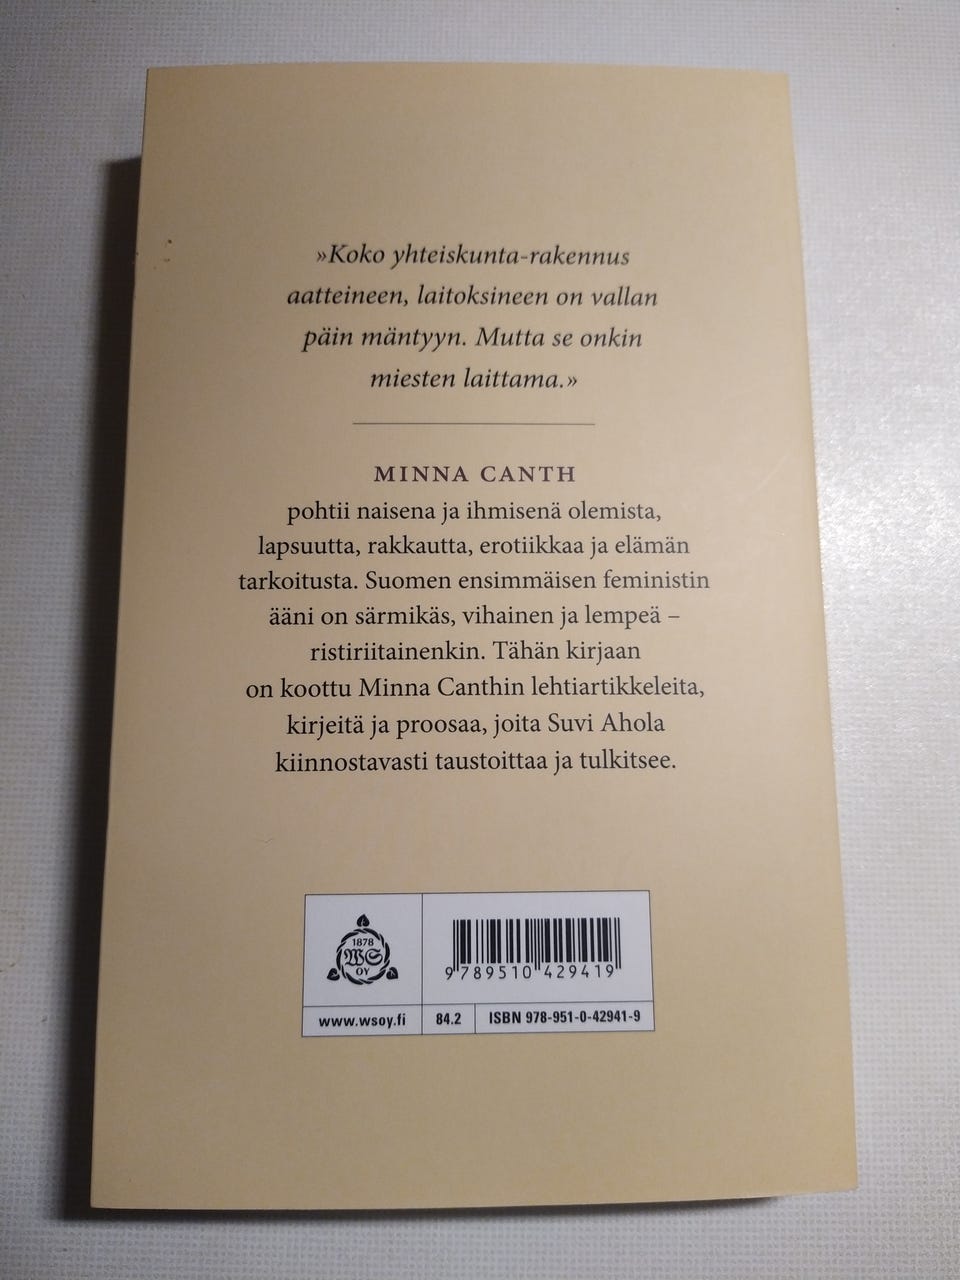 »Koko yhteiskunta-rakennus
aatteineen, laitoksineen on vallan
päin mäntyyn. Mutta se onkin
miesten laittama.»
MINNA CANTH
pohtii naisena ja ihmisenä olemista,
lapsuutta, rakkautta, erotiikkaa ja elämän
tarkoitusta. Suomen ensimmäisen feministin
ääni on särmikäs, vihainen ja lempeä –
ristiriitainenkin. Tähän kirjaan
on koottu Minna Canthin lehtiartikkeleita,
kirjeitä ja proosaa, joita Suvi Ahola
kiinnostavasti taustoittaa ja tulkitsee.
1878
WS
OY
9 789510 429419
www.wsoy.fi
84.2
ISBN 978-951-0-42941-9